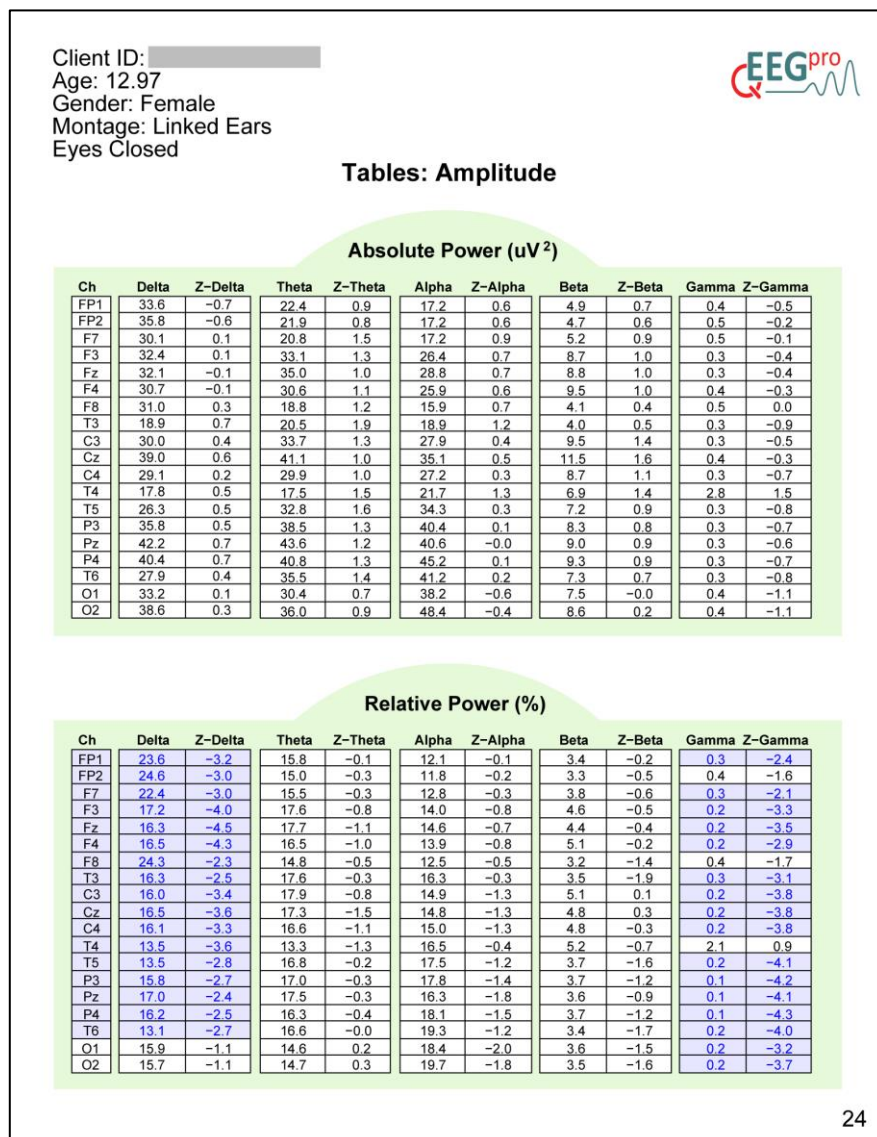 Client ID:
Age: 12.97
Gender: Female
Montage: Linked Ears
Eyes Closed
QEEGpro
Tables: Amplitude
Absolute Power (uV²)
Ch Delta Z−Delta Theta Z−Theta Alpha Z−Alpha Beta Z−Beta Gamma Z−Gamma
FP1 33.6 −0.7 22.4 0.9 17.2 0.6 4.9 0.7 0.4 −0.5
FP2 35.8 −0.6 21.9 0.8 17.2 0.6 4.7 0.6 0.5 −0.2
F7 30.1 0.1 20.8 1.5 17.2 0.9 5.2 0.9 0.5 −0.1
F3 32.4 0.1 33.1 1.3 26.4 0.7 8.7 1.0 0.3 −0.4
Fz 32.1 −0.1 35.0 1.0 28.8 0.7 8.8 1.0 0.3 −0.4
F4 30.7 −0.1 30.6 1.1 25.9 0.6 9.5 1.0 0.4 −0.3
F8 31.0 0.3 18.8 1.2 15.9 0.7 4.1 0.4 0.5 0.0
T3 18.9 0.7 20.5 1.9 18.9 1.2 4.0 0.5 0.3 −0.9
C3 30.0 0.4 33.7 1.3 27.9 0.4 9.5 1.4 0.3 −0.5
Cz 39.0 0.6 41.1 1.0 35.1 0.5 11.5 1.6 0.4 −0.3
C4 29.1 0.2 29.9 1.0 27.2 0.3 8.7 1.1 0.3 −0.7
T4 17.8 0.5 17.5 1.5 21.7 1.3 6.9 1.4 2.8 1.5
T5 26.3 0.5 32.8 1.6 34.3 0.3 7.2 0.9 0.3 −0.8
P3 35.8 0.5 38.5 1.3 40.4 0.1 8.3 0.8 0.3 −0.7
Pz 42.2 0.7 43.6 1.2 40.6 −0.0 9.0 0.9 0.3 −0.6
P4 40.4 0.7 40.8 1.3 45.2 0.1 9.3 0.9 0.3 −0.7
T6 27.9 0.4 35.5 1.4 41.2 0.2 7.3 0.7 0.3 −0.8
O1 33.2 0.1 30.4 0.7 38.2 −0.6 7.5 −0.0 0.4 −1.1
O2 38.6 0.3 36.0 0.9 48.4 −0.4 8.6 0.2 0.4 −1.1
Relative Power (%)
Ch Delta Z−Delta Theta Z−Theta Alpha Z−Alpha Beta Z−Beta Gamma Z−Gamma
FP1 23.6 −3.2 15.8 −0.1 12.1 −0.1 3.4 −0.2 0.3 −2.4
FP2 24.6 −3.0 15.0 −0.3 11.8 −0.2 3.3 −0.5 0.4 −1.6
F7 22.4 −3.0 15.5 −0.3 12.8 −0.3 3.8 −0.6 0.3 −2.1
F3 17.2 −4.0 17.6 −0.8 14.0 −0.8 4.6 −0.5 0.2 −3.3
Fz 16.3 −4.5 17.7 −1.1 14.6 −0.7 4.4 −0.4 0.2 −3.5
F4 16.5 −4.3 16.5 −1.0 13.9 −0.8 5.1 −0.2 0.2 −2.9
F8 24.3 −2.3 14.8 −0.5 12.5 −0.5 3.2 −1.4 0.4 −1.7
T3 16.3 −2.5 17.6 −0.3 16.3 −0.3 3.5 −1.9 0.3 −3.1
C3 16.0 −3.4 17.9 −0.8 14.9 −1.3 5.1 0.1 0.2 −3.8
Cz 16.5 −3.6 17.3 −1.5 14.8 −1.3 4.8 0.3 0.2 −3.8
C4 16.1 −3.3 16.6 −1.1 15.0 −1.3 4.8 −0.3 0.2 −3.8
T4 13.5 −3.6 13.3 −1.3 16.5 −0.4 5.2 −0.7 2.1 0.9
T5 13.5 −2.8 16.8 −0.2 17.5 −1.2 3.7 −1.6 0.2 −4.1
P3 15.8 −2.7 17.0 −0.3 17.8 −1.4 3.7 −1.2 0.1 −4.2
Pz 17.0 −2.4 17.5 −0.3 16.3 −1.8 3.6 −0.9 0.1 −4.1
P4 16.2 −2.5 16.3 −0.4 18.1 −1.5 3.7 −1.2 0.1 −4.3
T6 13.1 −2.7 16.6 −0.0 19.3 −1.2 3.4 −1.7 0.2 −4.0
O1 15.9 −1.1 14.6 0.2 18.4 −2.0 3.6 −1.5 0.2 −3.2
O2 15.7 −1.1 14.7 0.3 19.7 −1.8 3.5 −1.6 0.2 −3.7
24